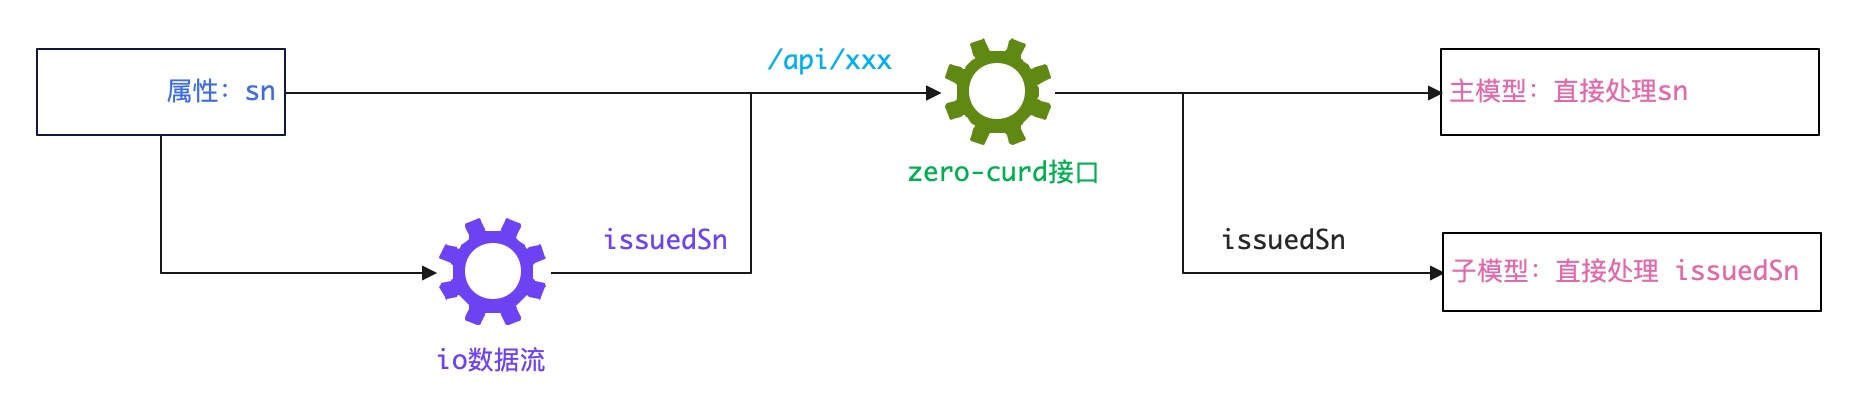 /api/xxx
属性：sn
主模型：直接处理sn
zero-curd接口
issuedSn
issuedSn
子模型：直接处理 issuedSn
io数据流